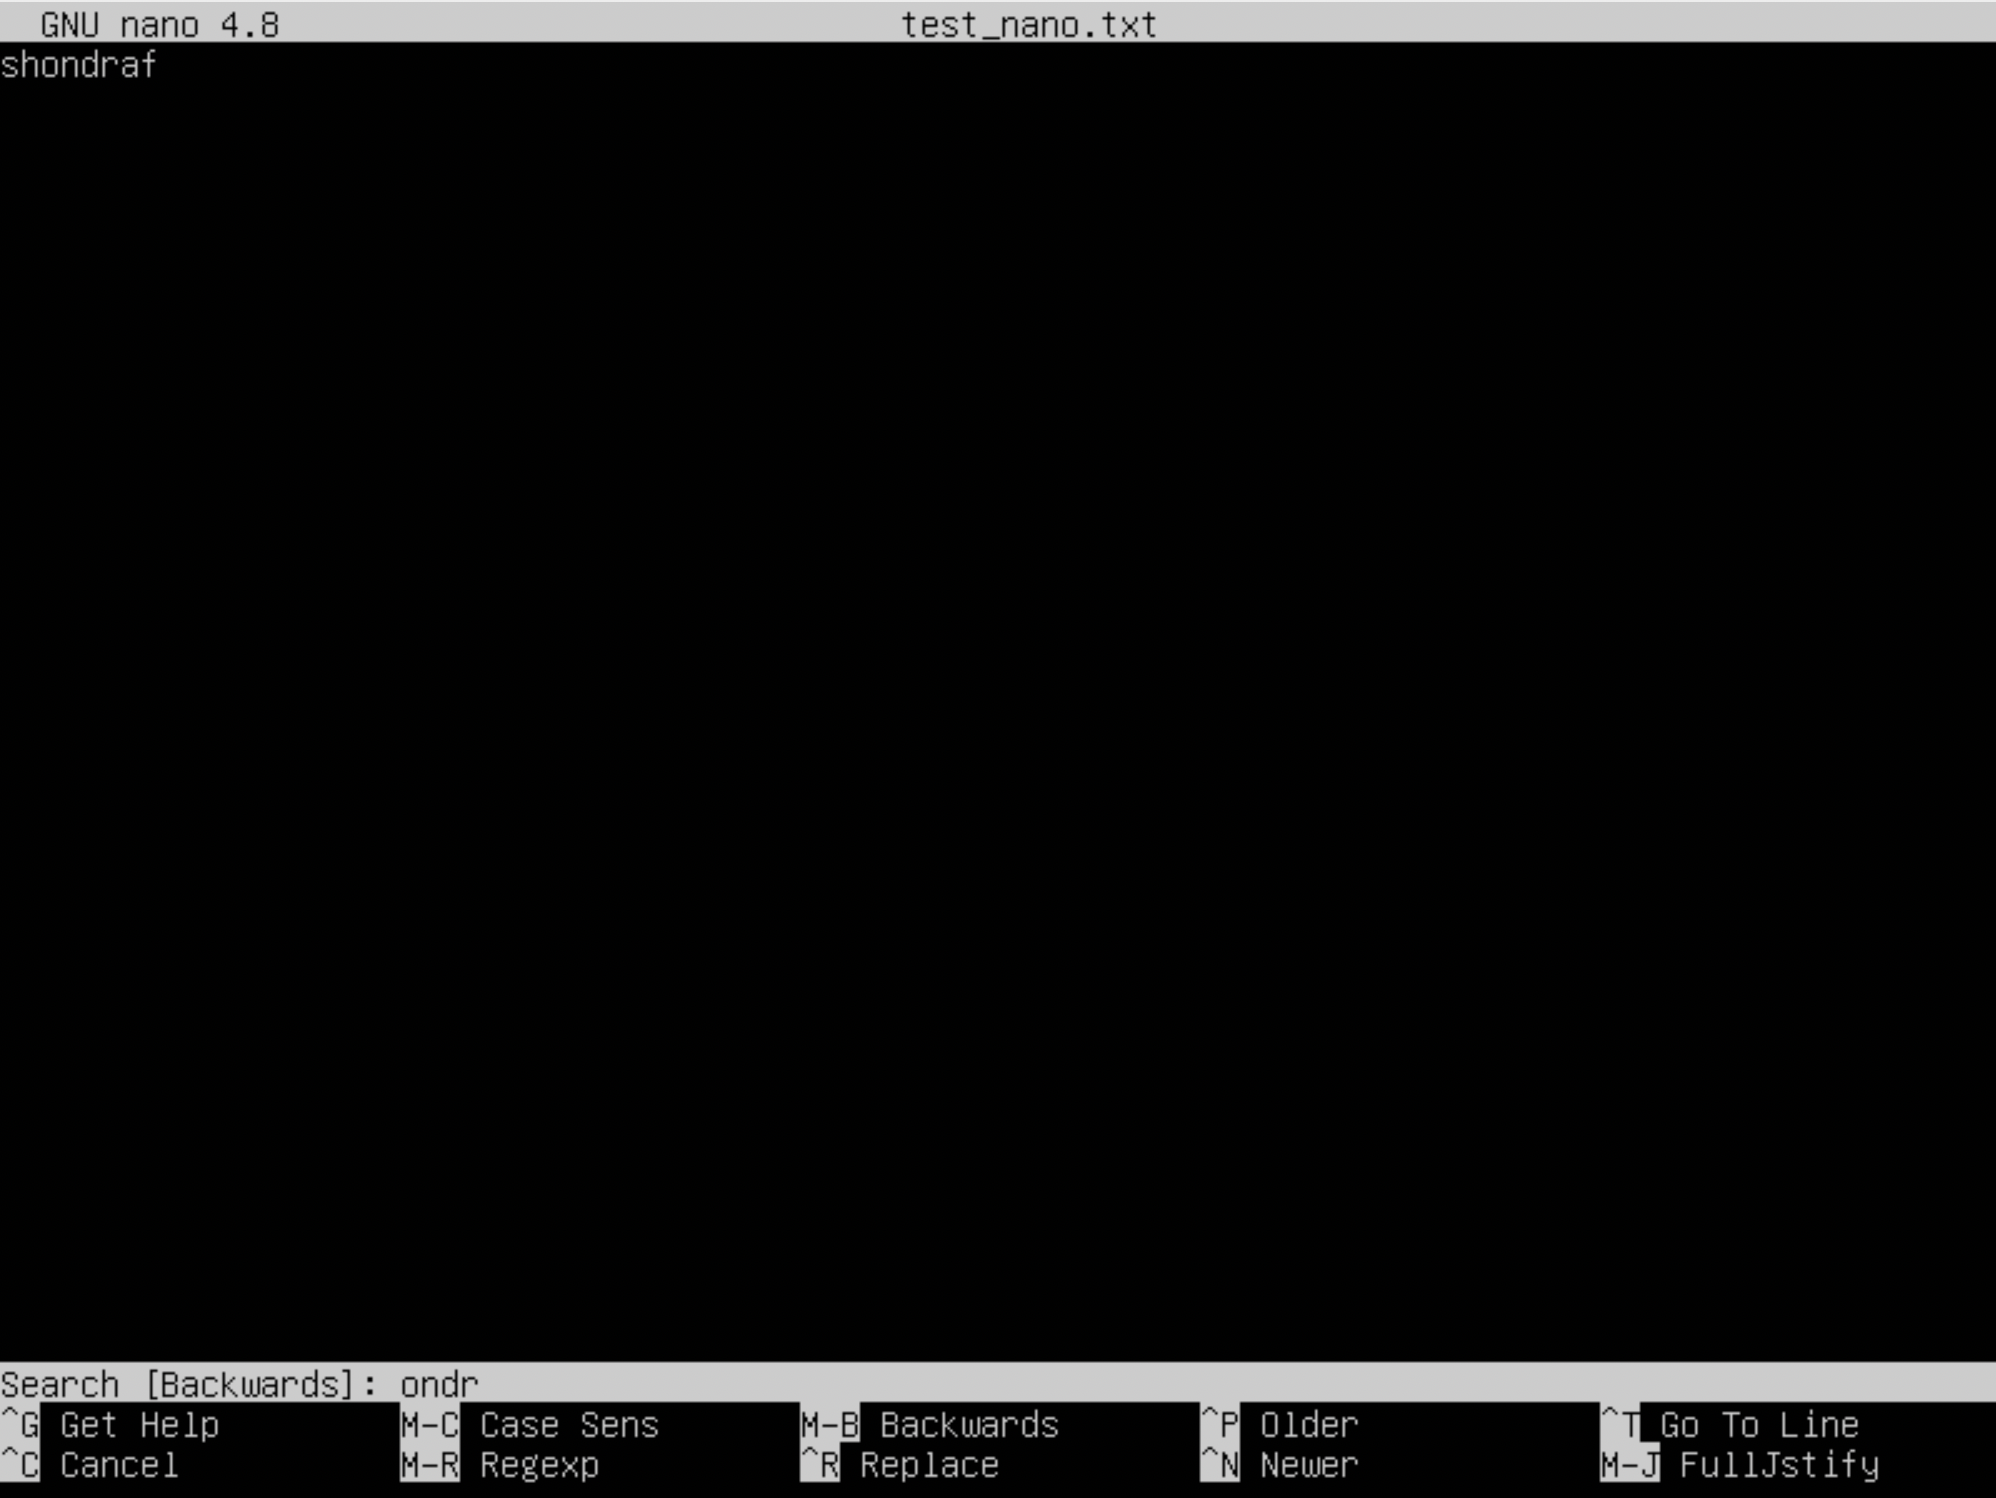 GNU nano 4.8 test_nano.txt
shondraf
Search [Backwards]: ondr
^G Get Help M-C Case Sens M-B Backwards ^P Older ^T Go To Line
^C Cancel M-R Regexp ^R Replace ^N Newer M-J FullJstify